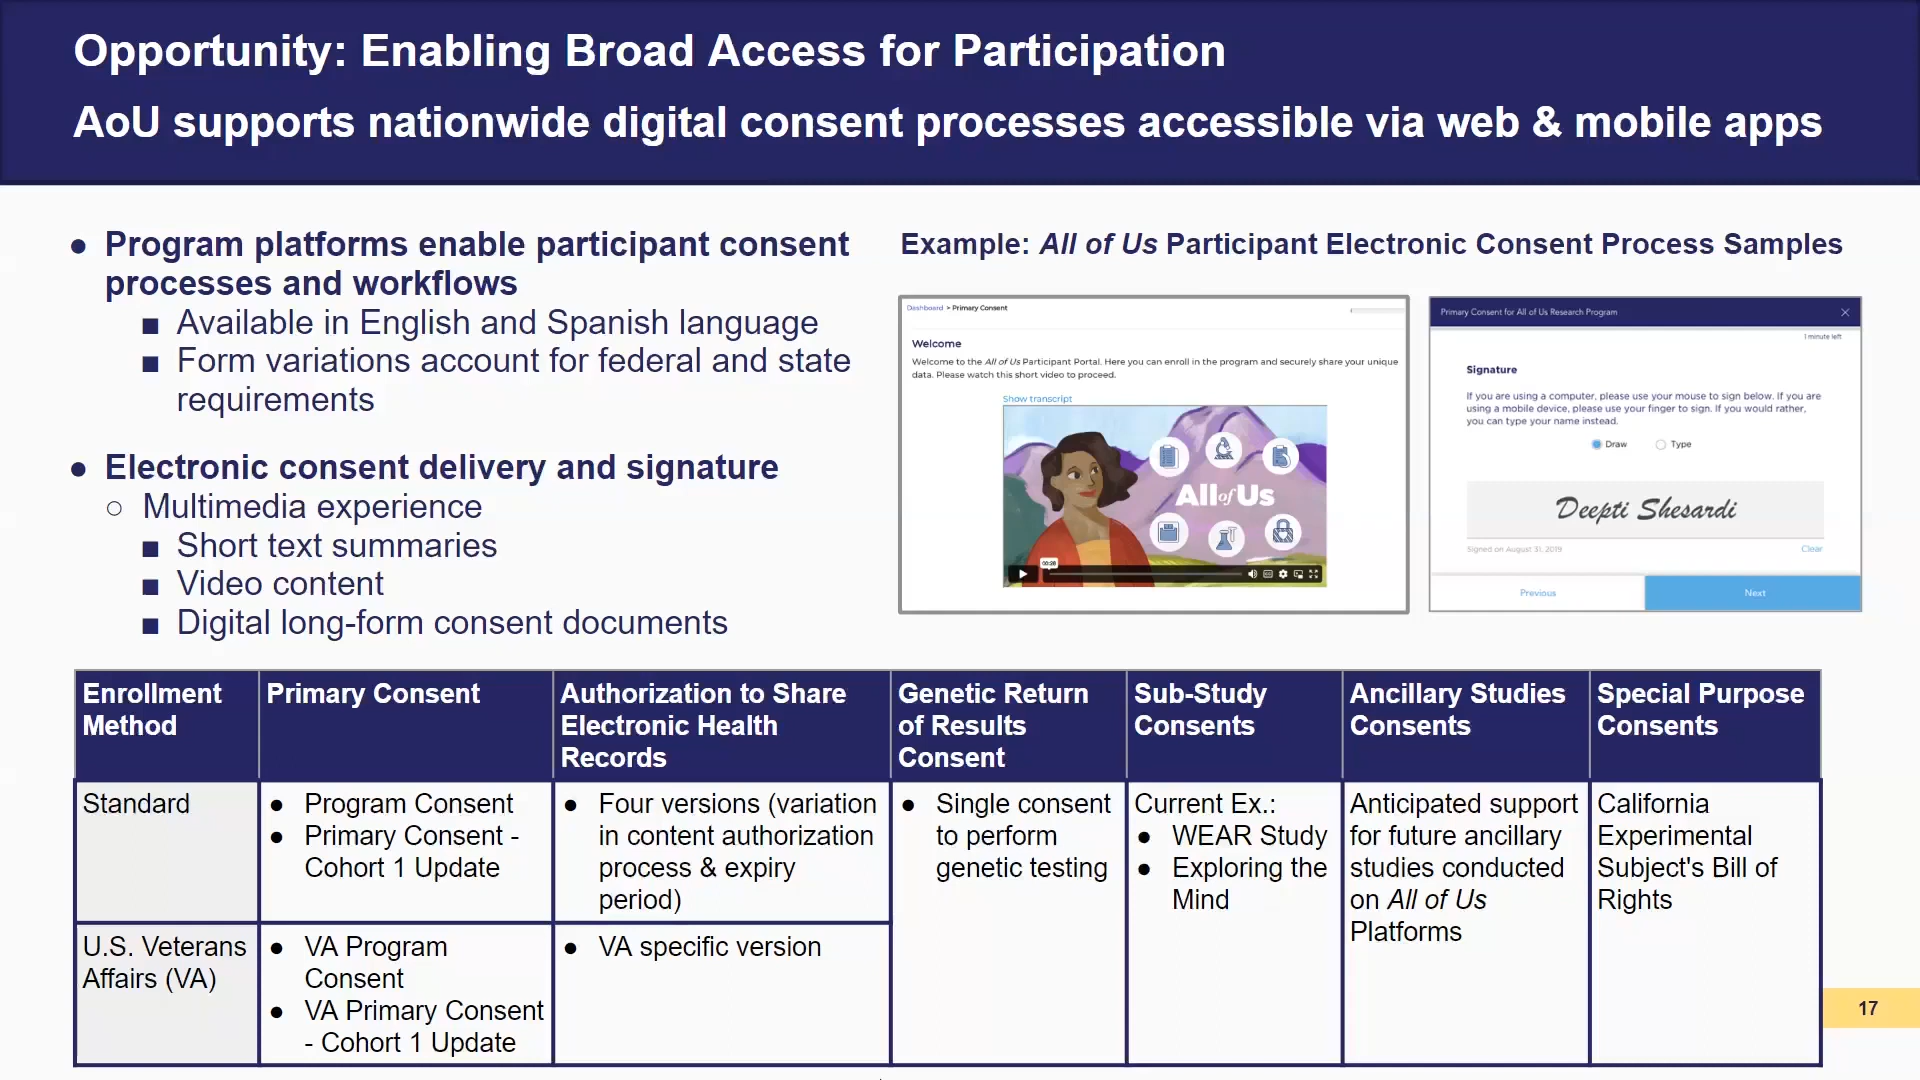 Opportunity: Enabling Broad Access for Participation
AoU supports nationwide digital consent processes accessible via web & mobile apps
● Program platforms enable participant consent
processes and workflows
■ Available in English and Spanish language
■ Form variations account for federal and state
requirements
● Electronic consent delivery and signature
○ Multimedia experience
■ Short text summaries
■ Video content
■ Digital long-form consent documents
Example: All of Us Participant Electronic Consent Process Samples
Dashboard > Primary Consent
Welcome
Welcome to the All of Us Participant Portal. Here you can enroll in the program and securely share your unique
data. Please watch this short video to proceed.
Show transcript
All of Us
00:28
Primary Consent for All of Us Research Program
1 minute left
Signature
If you are using a computer, please use your mouse to sign below. If you are
using a mobile device, please use your finger to sign. If you would rather,
you can type your name instead.
Draw Type
Deepti Shesardi
Signed on August 31, 2019 Clear
Previous Next
Enrollment
Method
Primary Consent
Authorization to Share
Electronic Health
Records
Genetic Return
of Results
Consent
Sub-Study
Consents
Ancillary Studies
Consents
Special Purpose
Consents
Standard
● Program Consent
● Primary Consent -
Cohort 1 Update
● Four versions (variation
in content authorization
process & expiry
period)
● Single consent
to perform
genetic testing
Current Ex.:
● WEAR Study
● Exploring the
Mind
Anticipated support
for future ancillary
studies conducted
on All of Us
Platforms
California
Experimental
Subject's Bill of
Rights
U.S. Veterans
Affairs (VA)
● VA Program
Consent
● VA Primary Consent
- Cohort 1 Update
● VA specific version
17